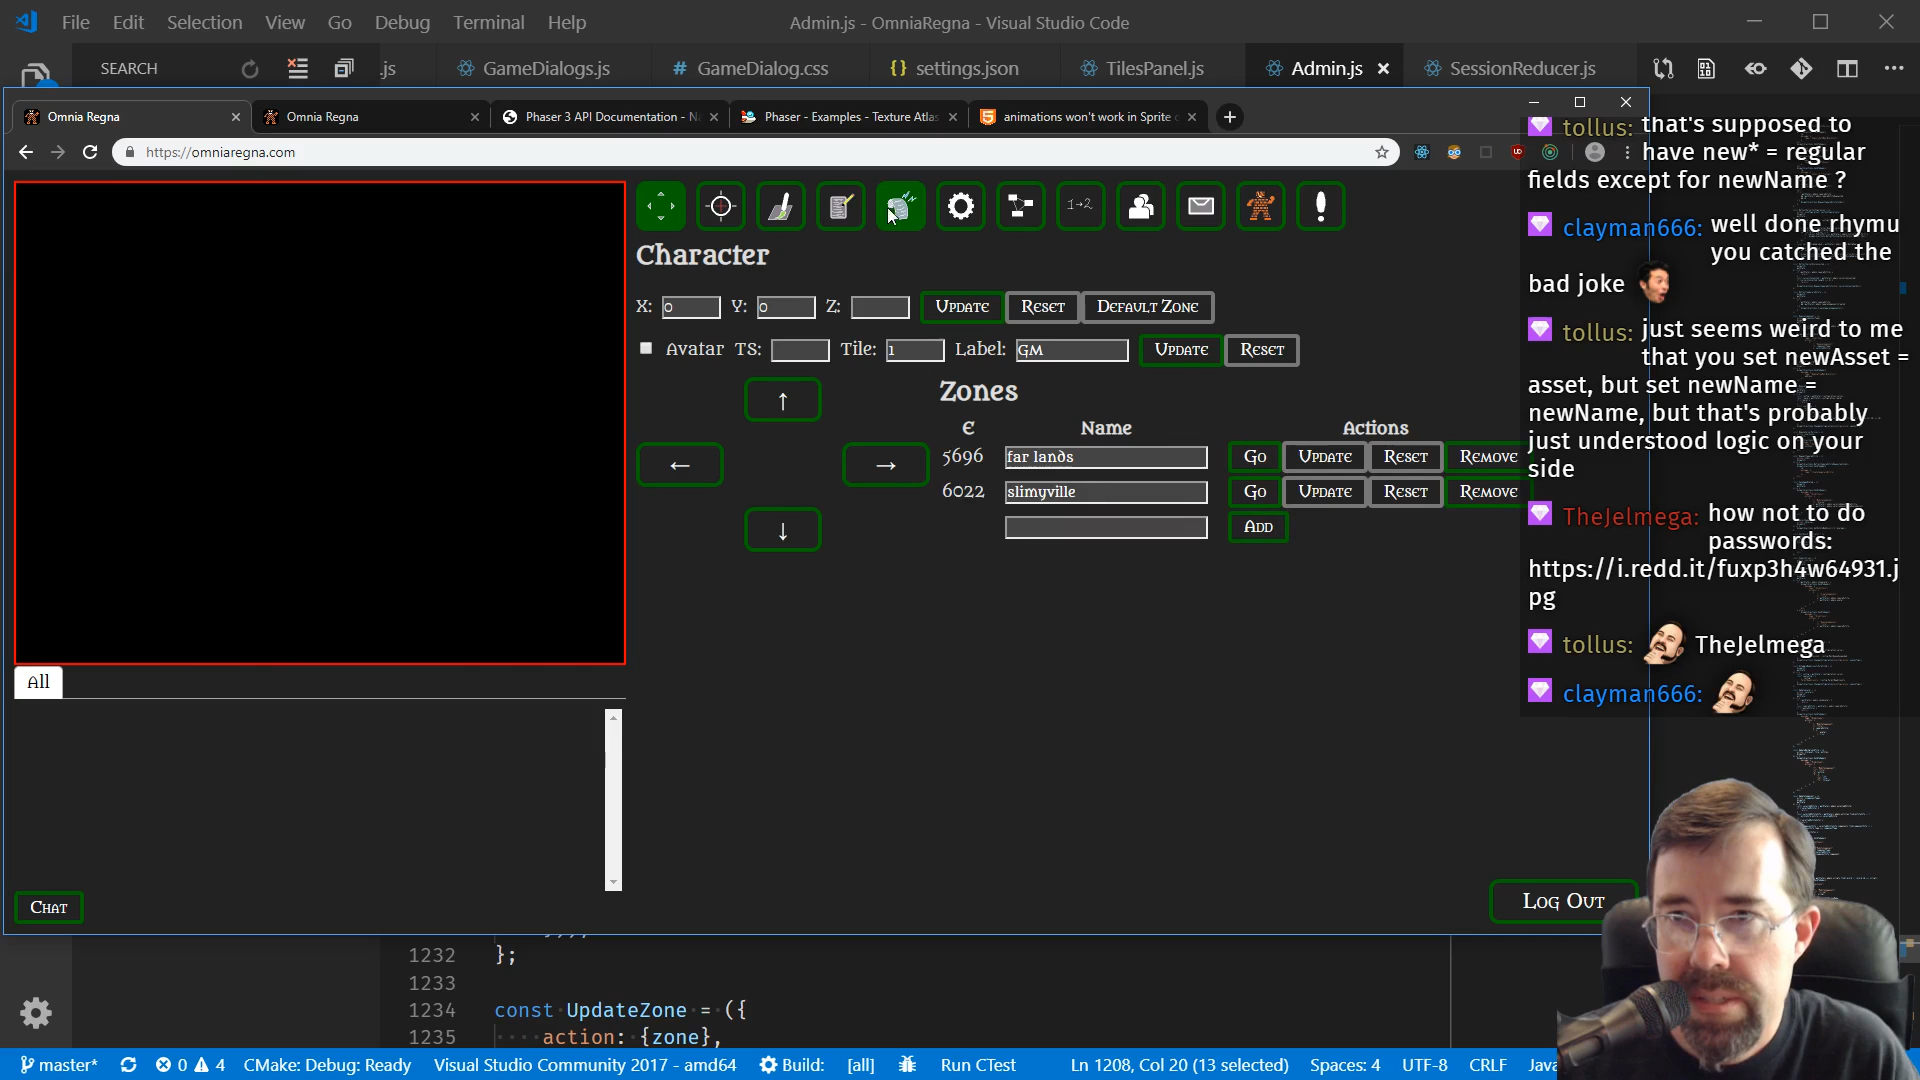 File Edit Selection View Go Debug Terminal Help
Admin.js - OmniaRegna - Visual Studio Code
SEARCH
.js
GameDialogs.js
# GameDialog.css
{} settings.json
TilesPanel.js
Admin.js
SessionReducer.js
Omnia Regna
Omnia Regna
Phaser 3 API Documentation - N
Phaser - Examples - Texture Atlas
animations won't work in Sprite
https://omniaregna.com
1→2
Character
X: 0 Y: 0 Z: Update Reset Default Zone
Avatar TS: Tile: 1 Label: GM Update Reset
↑
←
→
↓
Zones
Є Name Actions
5696 far lands Go Update Reset Remove
6022 slimyville Go Update Reset Remove
Add
All
Chat
Log Out
tollus: that's supposed to
have new* = regular
fields except for newName ?
clayman666: well done rhymu
you catched the
bad joke
tollus: just seems weird to me
that you set newAsset =
asset, but set newName =
newName, but that's probably
just understood logic on your
side
TheJelmega: how not to do
passwords:
https://i.redd.it/fuxp3h4w64931.j
pg
tollus: TheJelmega
clayman666:
1232 };
1233
1234 const UpdateZone = ({
1235 action: {zone},
master* 0 4 CMake: Debug: Ready Visual Studio Community 2017 - amd64 Build: [all] Run CTest Ln 1208, Col 20 (13 selected) Spaces: 4 UTF-8 CRLF